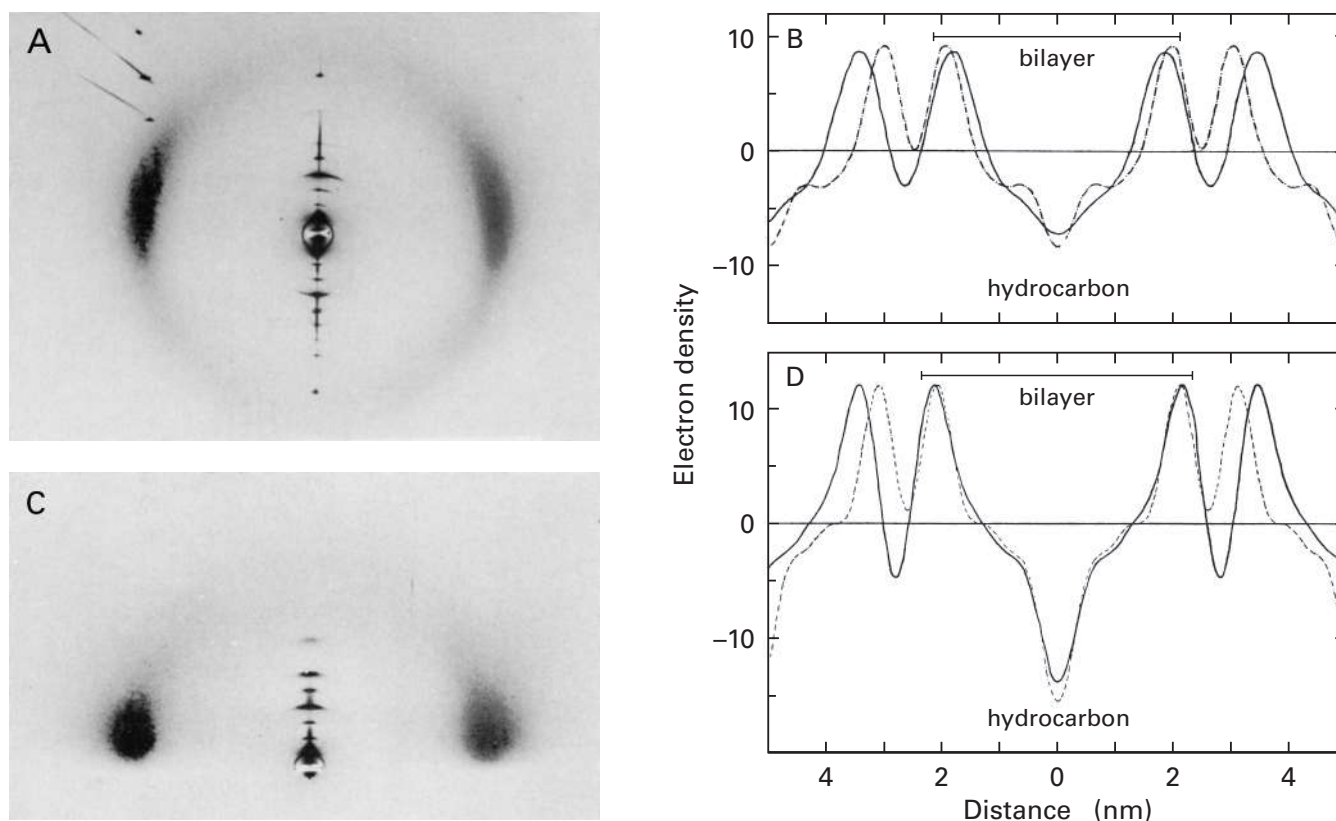 A
B
10
bilayer
0
−10
hydrocarbon
Electron density
C
D
10
bilayer
0
−10
hydrocarbon
4 2 0 2 4
Distance (nm)